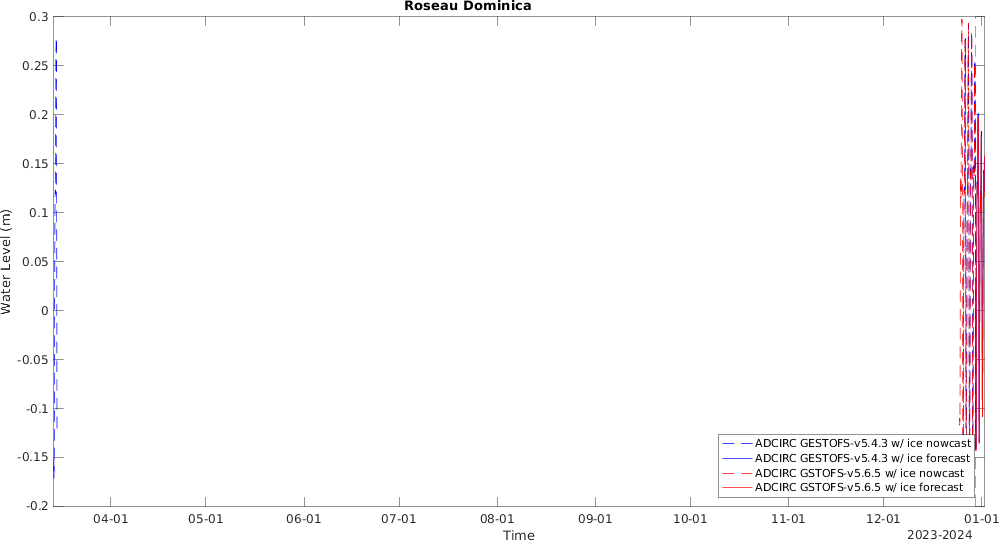 Roseau Dominica
0.3
0.25
0.2
0.15
0.1
0.05
0
-0.05
-0.1
-0.15
-0.2
Water Level (m)
ADCIRC GESTOFS-v5.4.3 w/ ice nowcast
ADCIRC GESTOFS-v5.4.3 w/ ice forecast
ADCIRC GSTOFS-v5.6.5 w/ ice nowcast
ADCIRC GSTOFS-v5.6.5 w/ ice forecast
04-01 05-01 06-01 07-01 08-01 09-01 10-01 11-01 12-01 01-01
Time
2023-2024